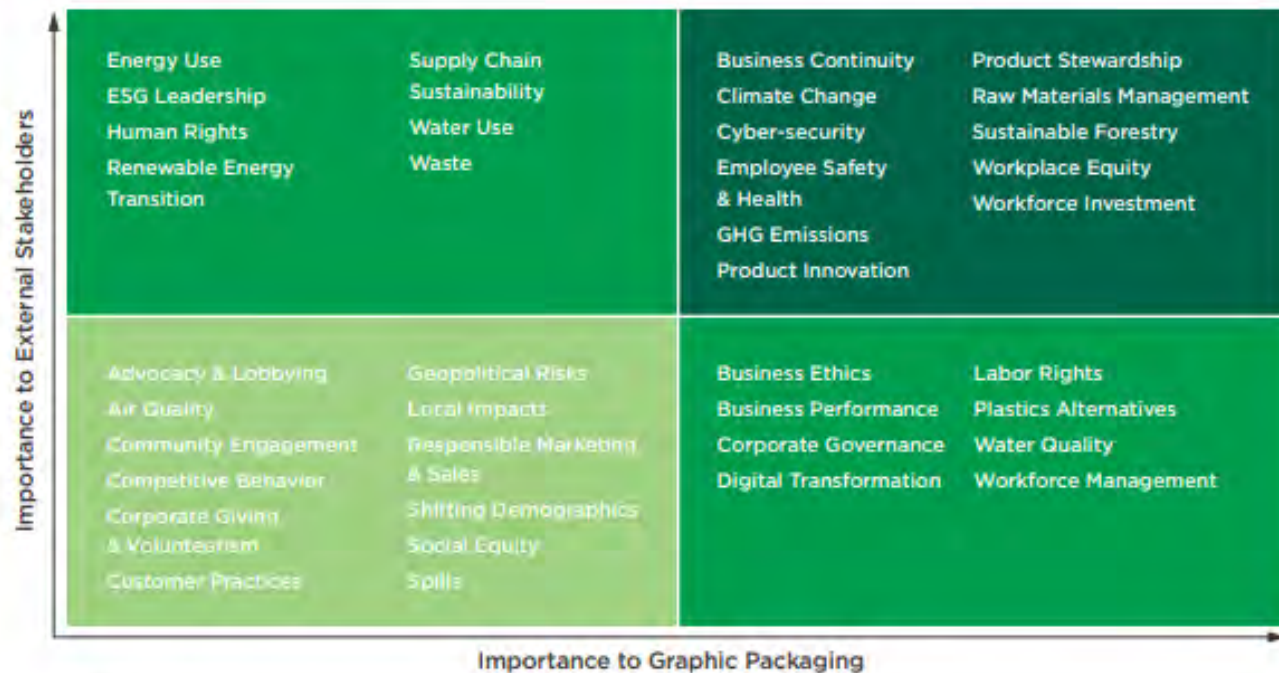 Importance to External Stakeholders
Energy Use
ESG Leadership
Human Rights
Renewable Energy
Transition
Supply Chain
Sustainability
Water Use
Waste
Business Continuity
Climate Change
Cyber-security
Employee Safety
& Health
GHG Emissions
Product Innovation
Product Stewardship
Raw Materials Management
Sustainable Forestry
Workplace Equity
Workforce Investment
Advocacy & Lobbying
Air Quality
Community Engagement
Competitive Behavior
Corporate Giving
& Volunteerism
Customer Practices
Geopolitical Risks
Local Impacts
Responsible Marketing
& Sales
Shifting Demographics
Social Equity
Spills
Business Ethics
Business Performance
Corporate Governance
Digital Transformation
Labor Rights
Plastics Alternatives
Water Quality
Workforce Management
Importance to Graphic Packaging